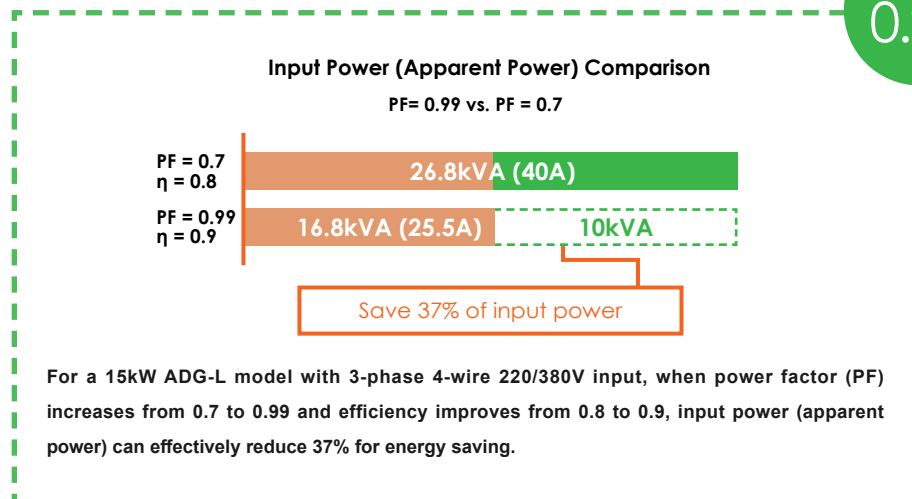 0.
Input Power (Apparent Power) Comparison
PF= 0.99 vs. PF = 0.7
PF = 0.7
η = 0.8
26.8kVA (40A)
PF = 0.99
η = 0.9
16.8kVA (25.5A)
10kVA
Save 37% of input power
For a 15kW ADG-L model with 3-phase 4-wire 220/380V input, when power factor (PF)
increases from 0.7 to 0.99 and efficiency improves from 0.8 to 0.9, input power (apparent
power) can effectively reduce 37% for energy saving.